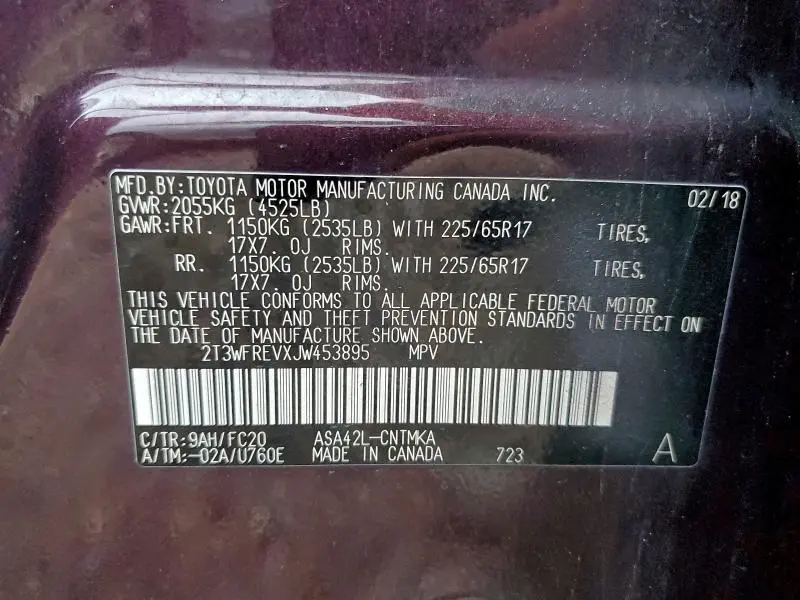 MFD.BY:TOYOTA MOTOR MANUFACTURING CANADA INC. 02/18
GVWR:2055KG (4525LB)
GAWR:FRT. 1150KG (2535LB) WITH 225/65R17 TIRES,
17X7.0J RIMS.
RR. 1150KG (2535LB) WITH 225/65R17 TIRES,
17X7.0J RIMS.
THIS VEHICLE CONFORMS TO ALL APPLICABLE FEDERAL MOTOR
VEHICLE SAFETY AND THEFT PREVENTION STANDARDS IN EFFECT ON
THE DATE OF MANUFACTURE SHOWN ABOVE.
2T3WFREVXJW453895 MPV
C/TR:9AH/FC20 ASA42L-CNTMKA
A/TM:-02A/U760E MADE IN CANADA 723 A